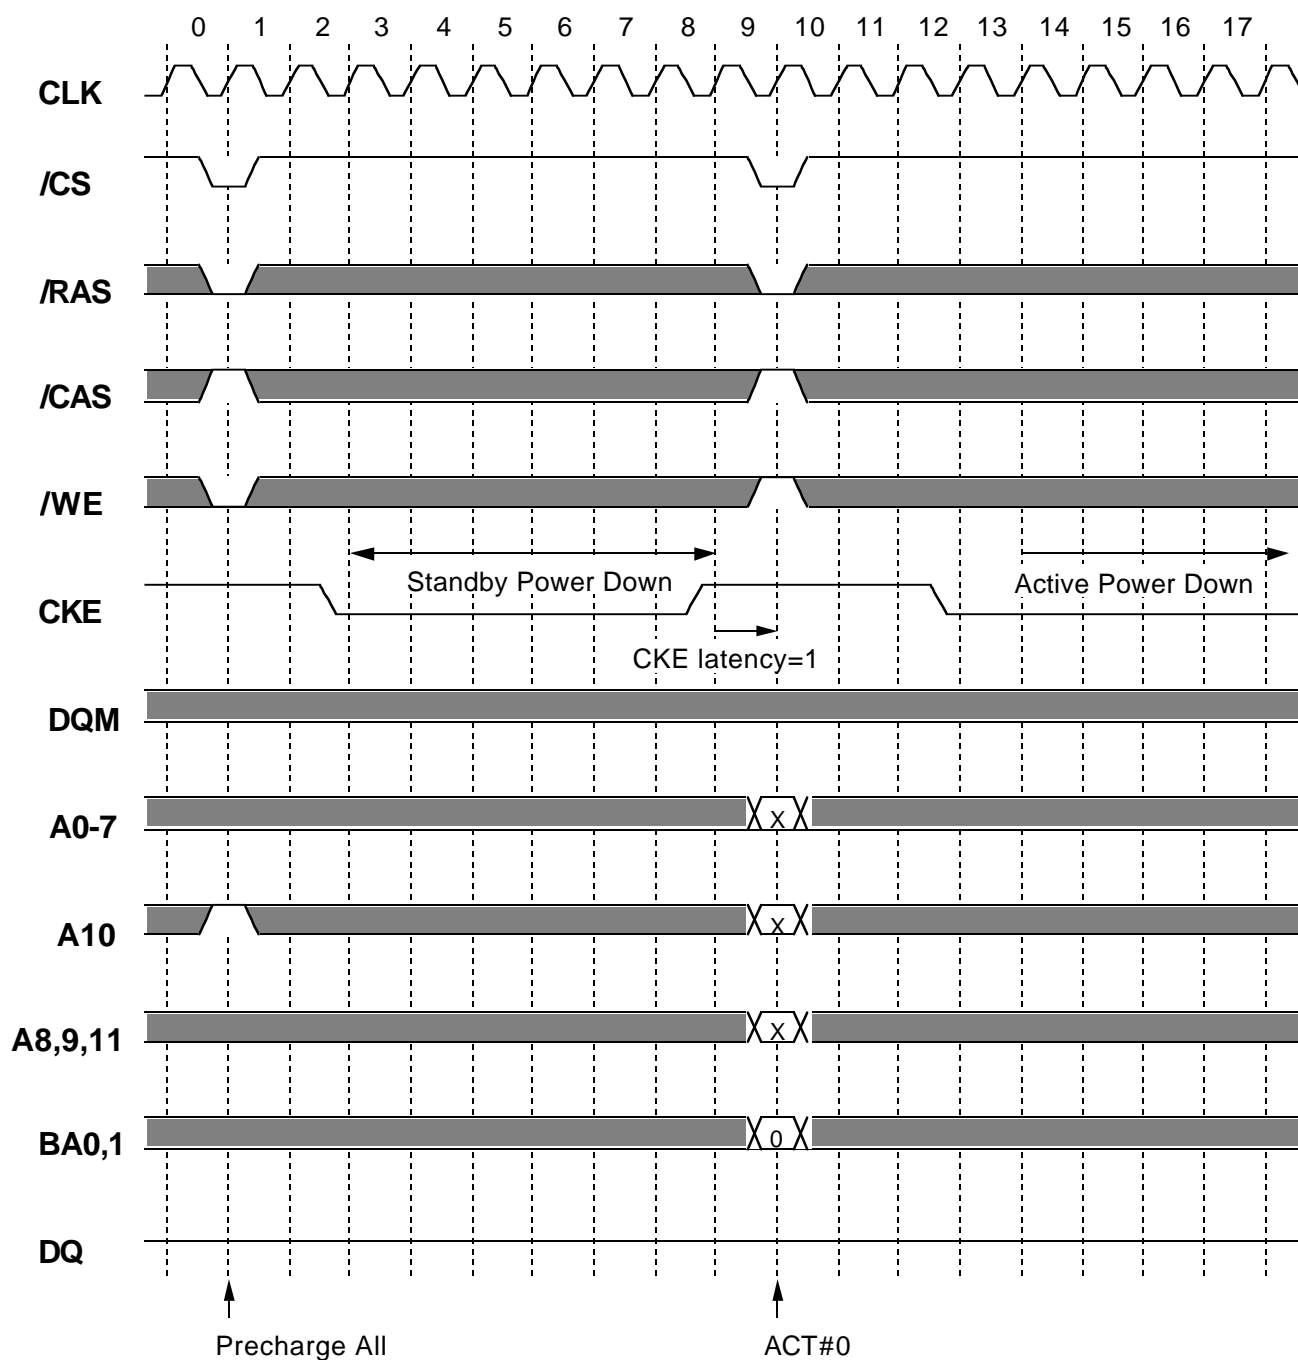 0 1 2 3 4 5 6 7 8 9 10 11 12 13 14 15 16 17
CLK
/CS
/RAS
/CAS
/WE
Standby Power Down
Active Power Down
CKE
CKE latency=1
DQM
A0-7
X
A10
X
A8,9,11
X
BA0,1
0
DQ
Precharge All
ACT#0